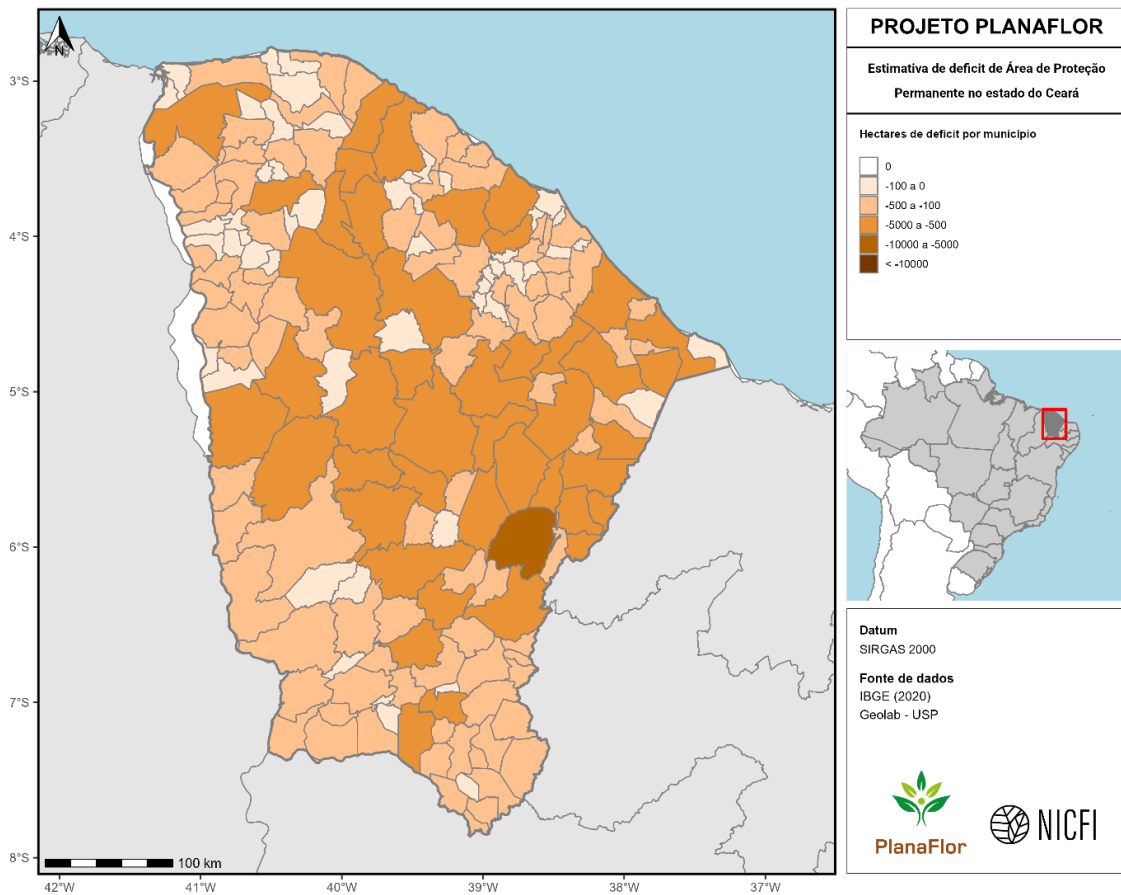 N
3°S
4°S
5°S
6°S
7°S
8°S
100 km
42°W
41°W
40°W
39°W
38°W
37°W
PROJETO PLANAFLOR
Estimativa de deficit de Área de Proteção
Permanente no estado do Ceará
Hectares de deficit por município
0
-100 a 0
-500 a -100
-5000 a -500
-10000 a -5000
< -10000
Datum
SIRGAS 2000
Fonte de dados
IBGE (2020)
Geolab - USP
PlanaFlor
NICFI